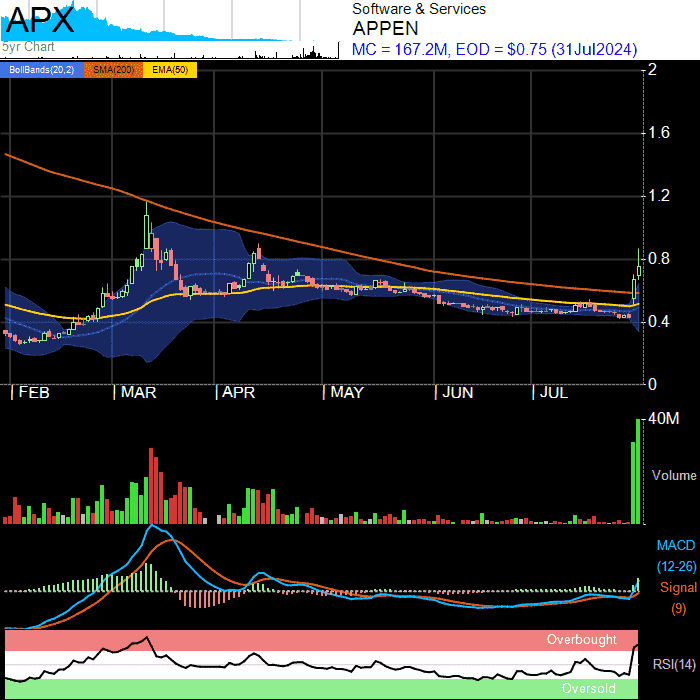 APX
5yr Chart
Software & Services
APPEN
MC = 167.2M, EOD = $0.75 (31Jul2024)
BollBands(20,2) SMA(200) EMA(50)
2
1.6
1.2
0.8
0.4
0
FEB MAR APR MAY JUN JUL
40M
Volume
MACD
(12-26)
Signal
(9)
Overbought
RSI(14)
Oversold